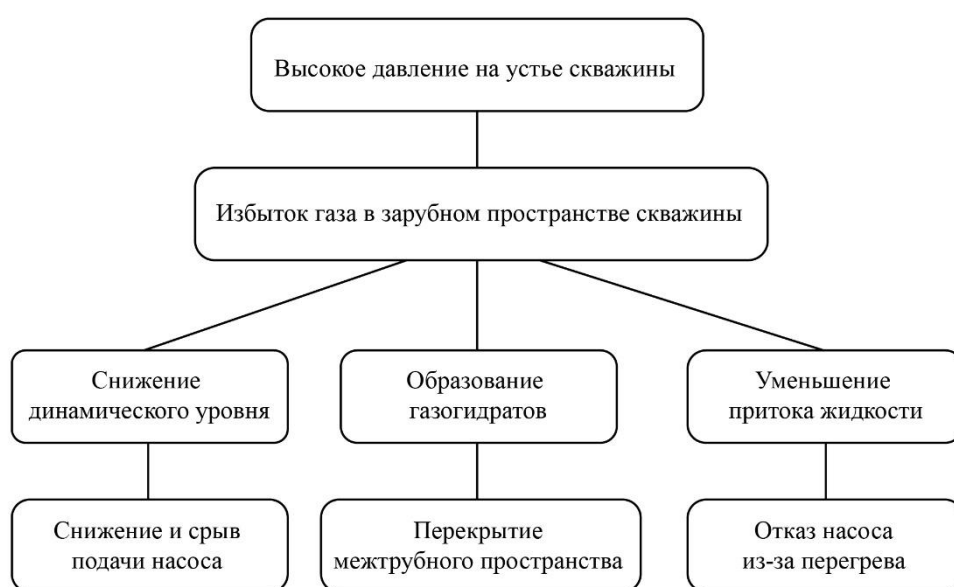 Высокое давление на устье скважины
Избыток газа в зарубном пространстве скважины
Снижение
динамического уровня
Образование
газогидратов
Уменьшение
притока жидкости
Снижение и срыв
подачи насоса
Перекрытие
межтрубного пространства
Отказ насоса
из-за перегрева